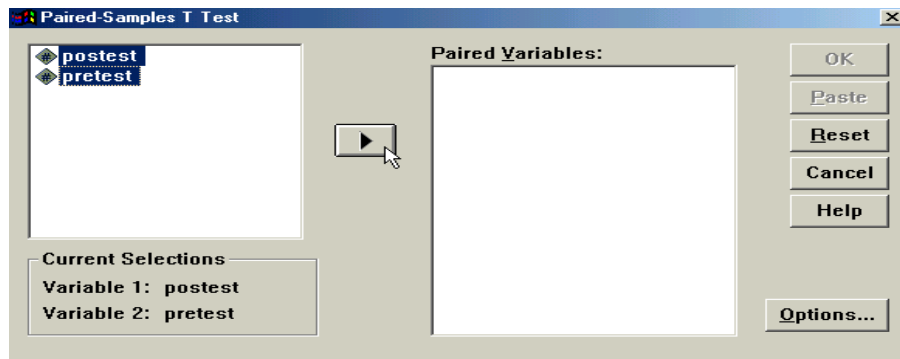 Paired-Samples T Test
postest
pretest
Paired Variables:
OK
Paste
Reset
Cancel
Help
Current Selections
Variable 1: postest
Variable 2: pretest
Options...